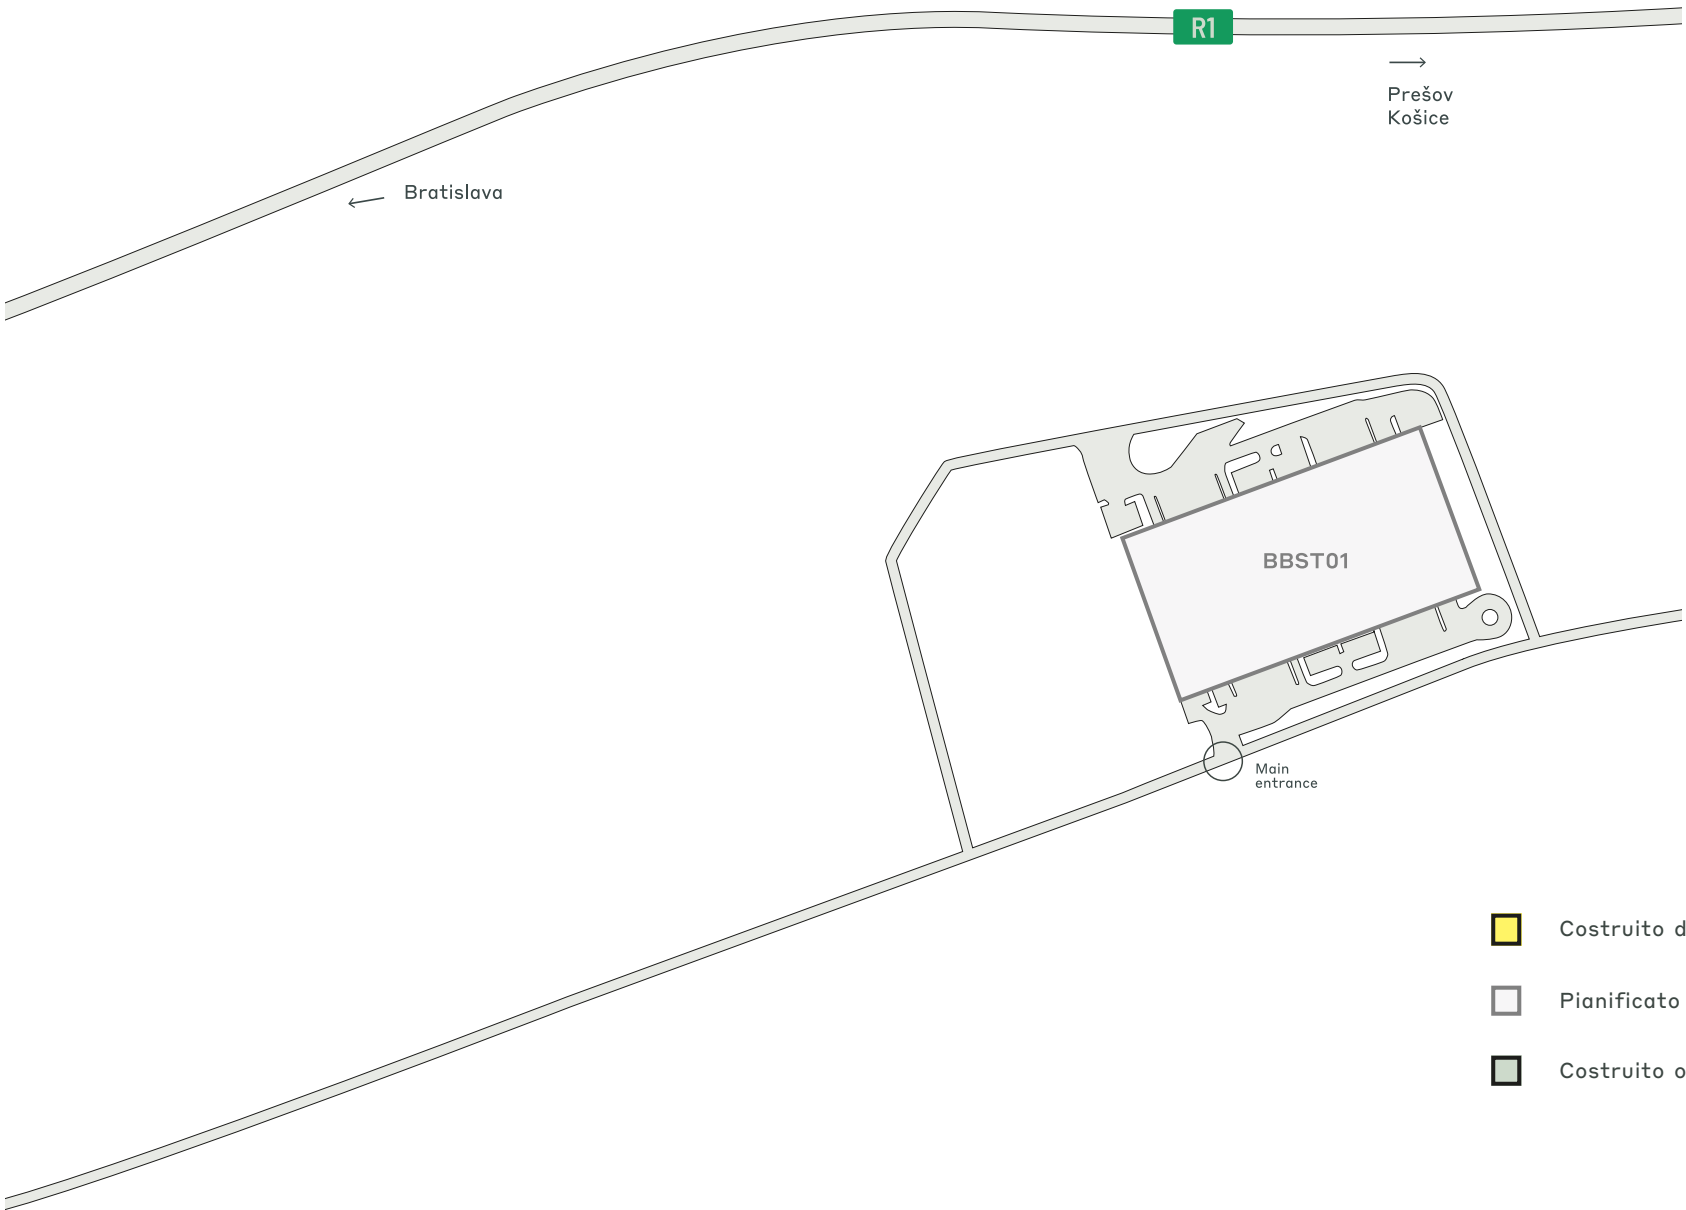 R1
Prešov
Košice
Bratislava
BBST01
Main
entrance
Costruito d
Pianificato
Costruito o